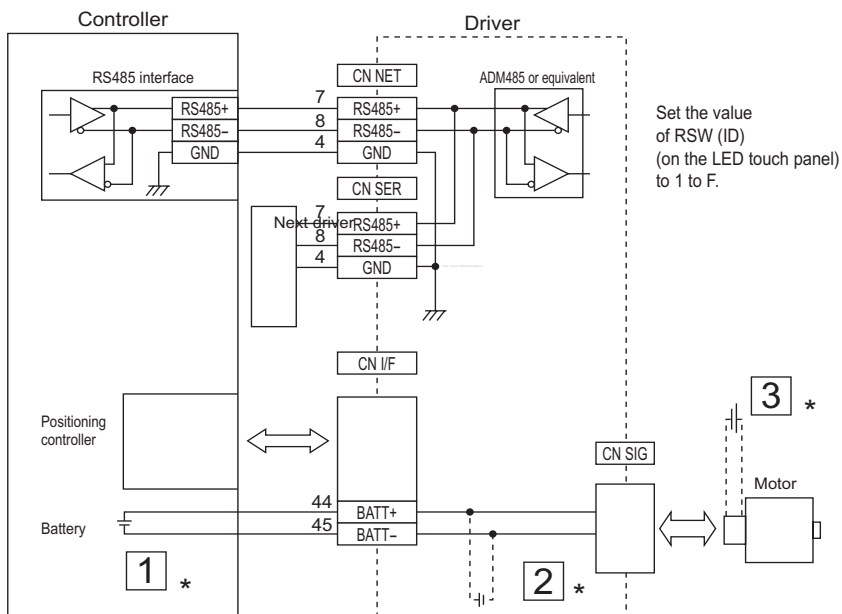 Controller
Driver
RS485 interface
CN NET
ADM485 or equivalent
RS485+
7
RS485+
RS485−
8
RS485−
GND
4
GND
Set the value
of RSW (ID)
(on the LED touch panel)
to 1 to F.
CN SER
Next driver
7
RS485+
8
RS485−
4
GND
CN I/F
Positioning
controller
CN SIG
3 *
Motor
Battery
44
BATT+
45
BATT−
1 *
2 *